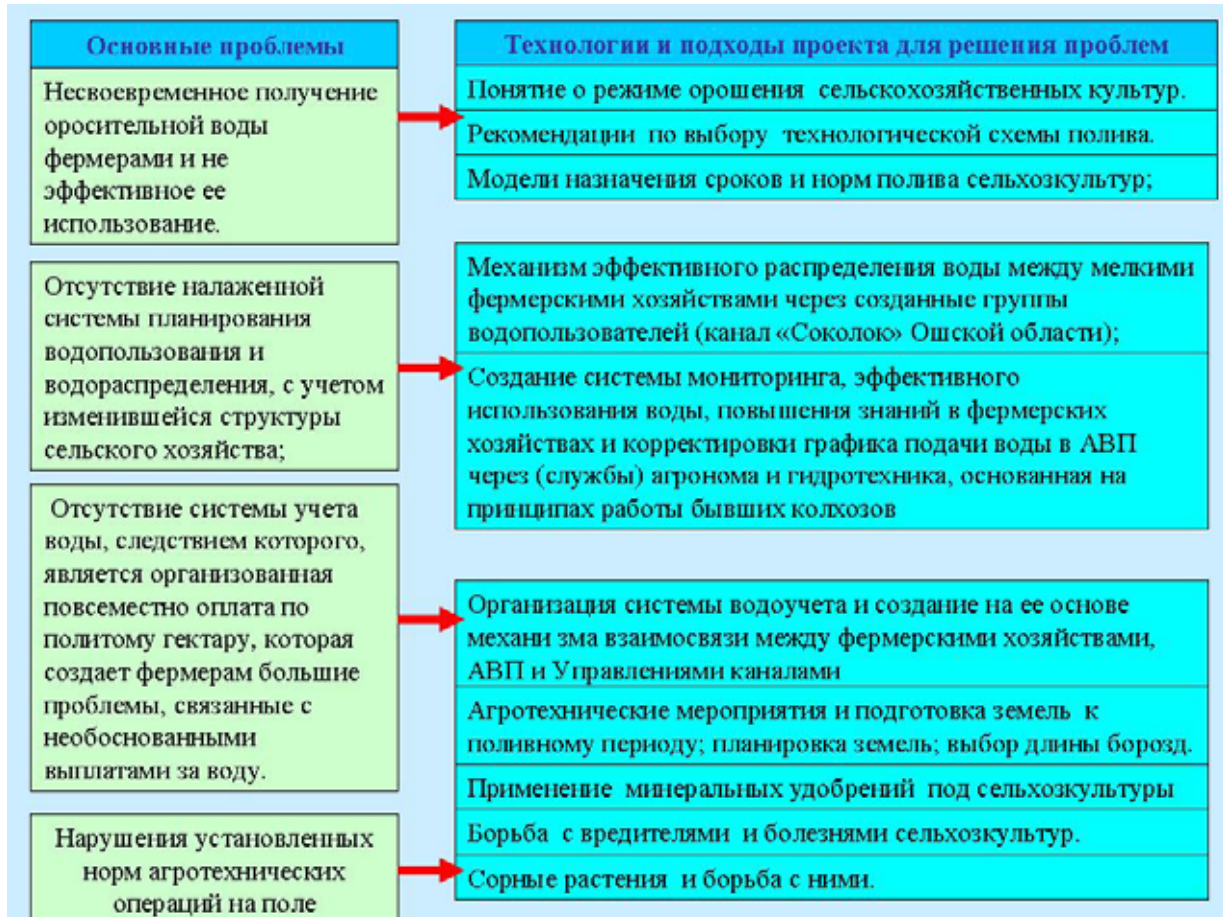 Основные проблемы
Несвоевременное получение
оросительной воды
фермерами и не
эффективное ее
использование.
Отсутствие налаженной
системы планирования
водопользования и
водораспределения, с учетом
изменившейся структуры
сельского хозяйства;
Отсутствие системы учета
воды, следствием которого,
является организованная
повсеместно оплата по
политому гектару, которая
создает фермерам большие
проблемы, связанные с
необоснованными
выплатами за воду.
Нарушения установленных
норм агротехнических
операций на поле
Технологии и подходы проекта для решения проблем
Понятие о режиме орошения сельскохозяйственных культур.
Рекомендации по выбору технологической схемы полива.
Модели назначения сроков и норм полива сельхозкультур;
Механизм эффективного распределения воды между мелкими
фермерскими хозяйствами через созданные группы
водопользователей (канал «Соколок» Ошской области);
Создание системы мониторинга, эффективного
использования воды, повышения знаний в фермерских
хозяйствах и корректировки графика подачи воды в АВП
через (службы) агронома и гидротехника, основанная на
принципах работы бывших колхозов
Организация системы водоучета и создание на ее основе
механи зма взаимосвязи между фермерскими хозяйствами,
АВП и Управлениями каналами
Агротехнические мероприятия и подготовка земель к
поливному периоду; планировка земель; выбор длины борозд.
Применение минеральных удобрений под сельхозкультуры
Борьба с вредителями и болезнями сельхозкультур.
Сорные растения и борьба с ними.